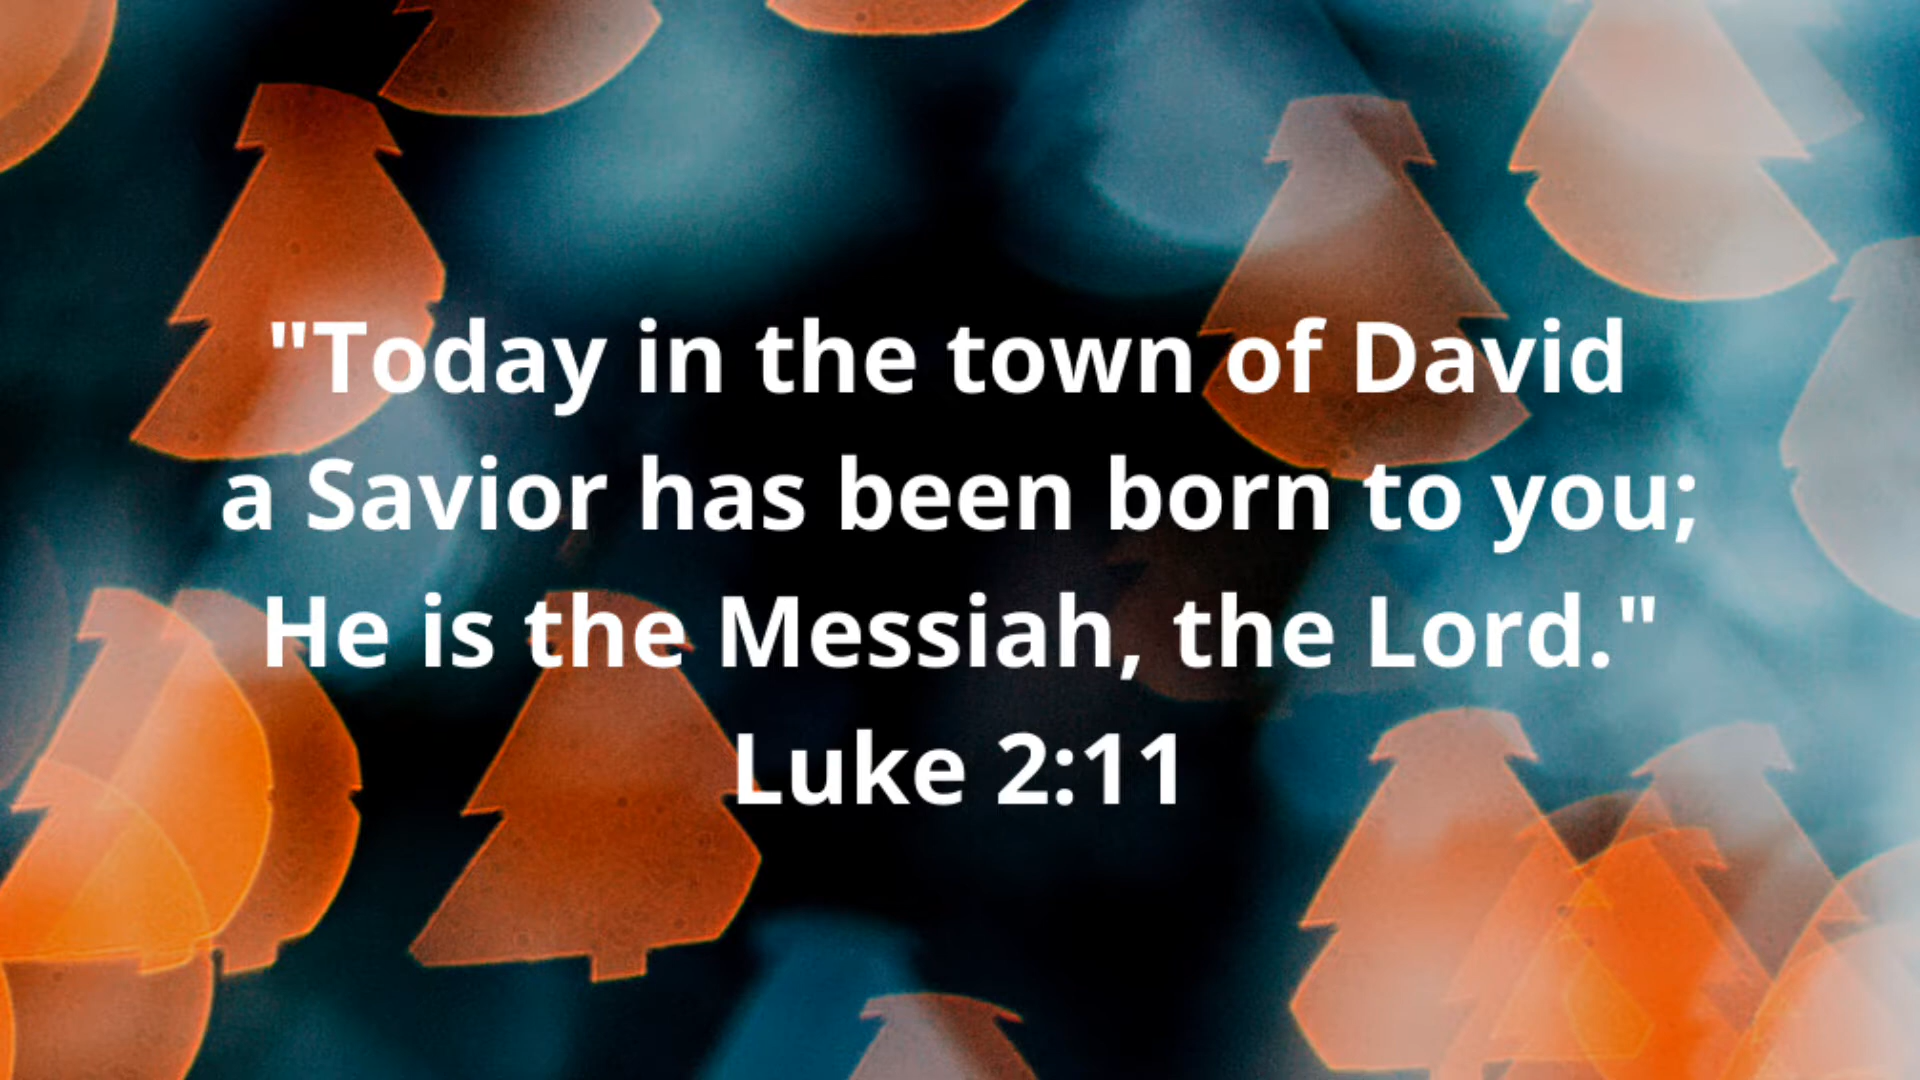 "Today in the town of David
a Savior has been born to you;
He is the Messiah, the Lord."
Luke 2:11